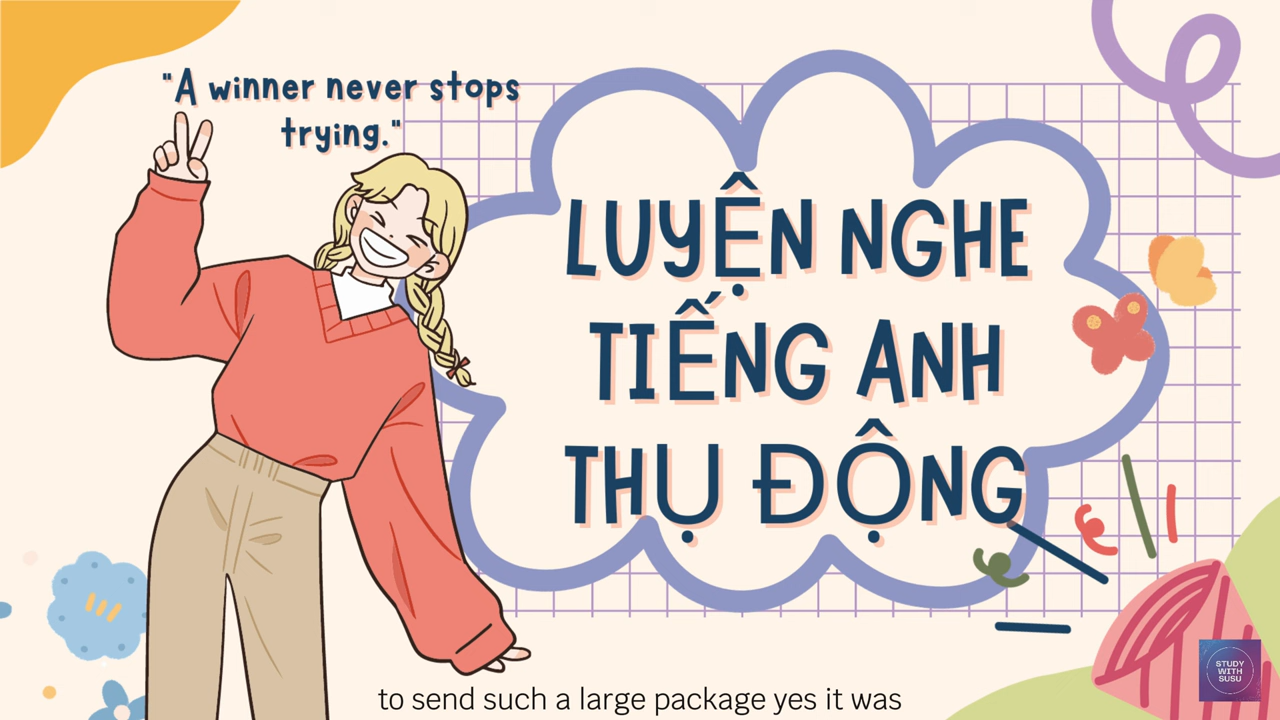 "A winner never stops
trying."
LUYỆN NGHE
TIẾNG ANH
THỤ ĐỘNG
STUDY
WITH
SUSU
to send such a large package yes it was